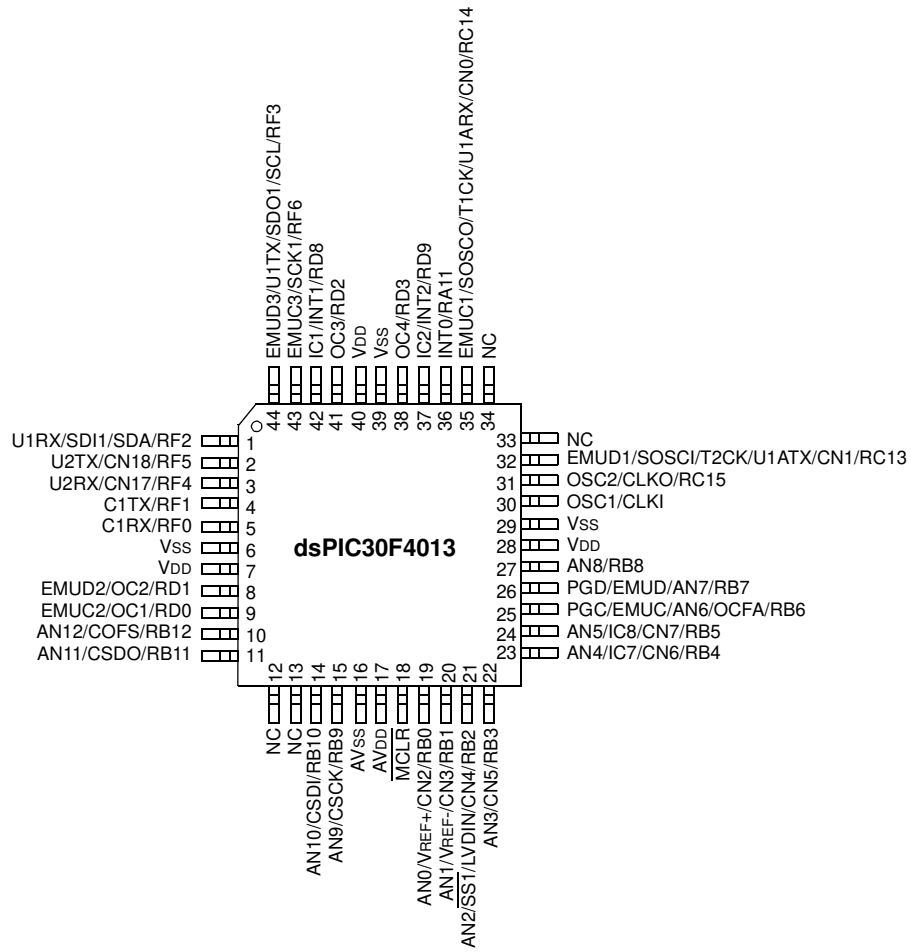 EMUD3/U1TX/SDO1/SCL/RF3
EMUC3/SCK1/RF6
IC1/INT1/RD8
OC3/RD2
VDD
VSS
OC4/RD3
IC2/INT2/RD9
INT0/RA11
EMUC1/SOSCO/T1CK/U1ARX/CN0/RC14
NC
44
43
42
41
40
39
38
37
36
35
34
U1RX/SDI1/SDA/RF2 1
U2TX/CN18/RF5 2
U2RX/CN17/RF4 3
C1TX/RF1 4
C1RX/RF0 5
VSS 6
VDD 7
EMUD2/OC2/RD1 8
EMUC2/OC1/RD0 9
AN12/COFS/RB12 10
AN11/CSDO/RB11 11
dsPIC30F4013
33 NC
32 EMUD1/SOSCI/T2CK/U1ATX/CN1/RC13
31 OSC2/CLKO/RC15
30 OSC1/CLKI
29 VSS
28 VDD
27 AN8/RB8
26 PGD/EMUD/AN7/RB7
25 PGC/EMUC/AN6/OCFA/RB6
24 AN5/IC8/CN7/RB5
23 AN4/IC7/CN6/RB4
12
13
14
15
16
17
18
19
20
21
22
NC
NC
AN10/CSDI/RB10
AN9/CSCK/RB9
AVSS
AVDD
MCLR
AN0/VREF+/CN2/RB0
AN1/VREF-/CN3/RB1
AN2/SS1/LVDIN/CN4/RB2
AN3/CN5/RB3